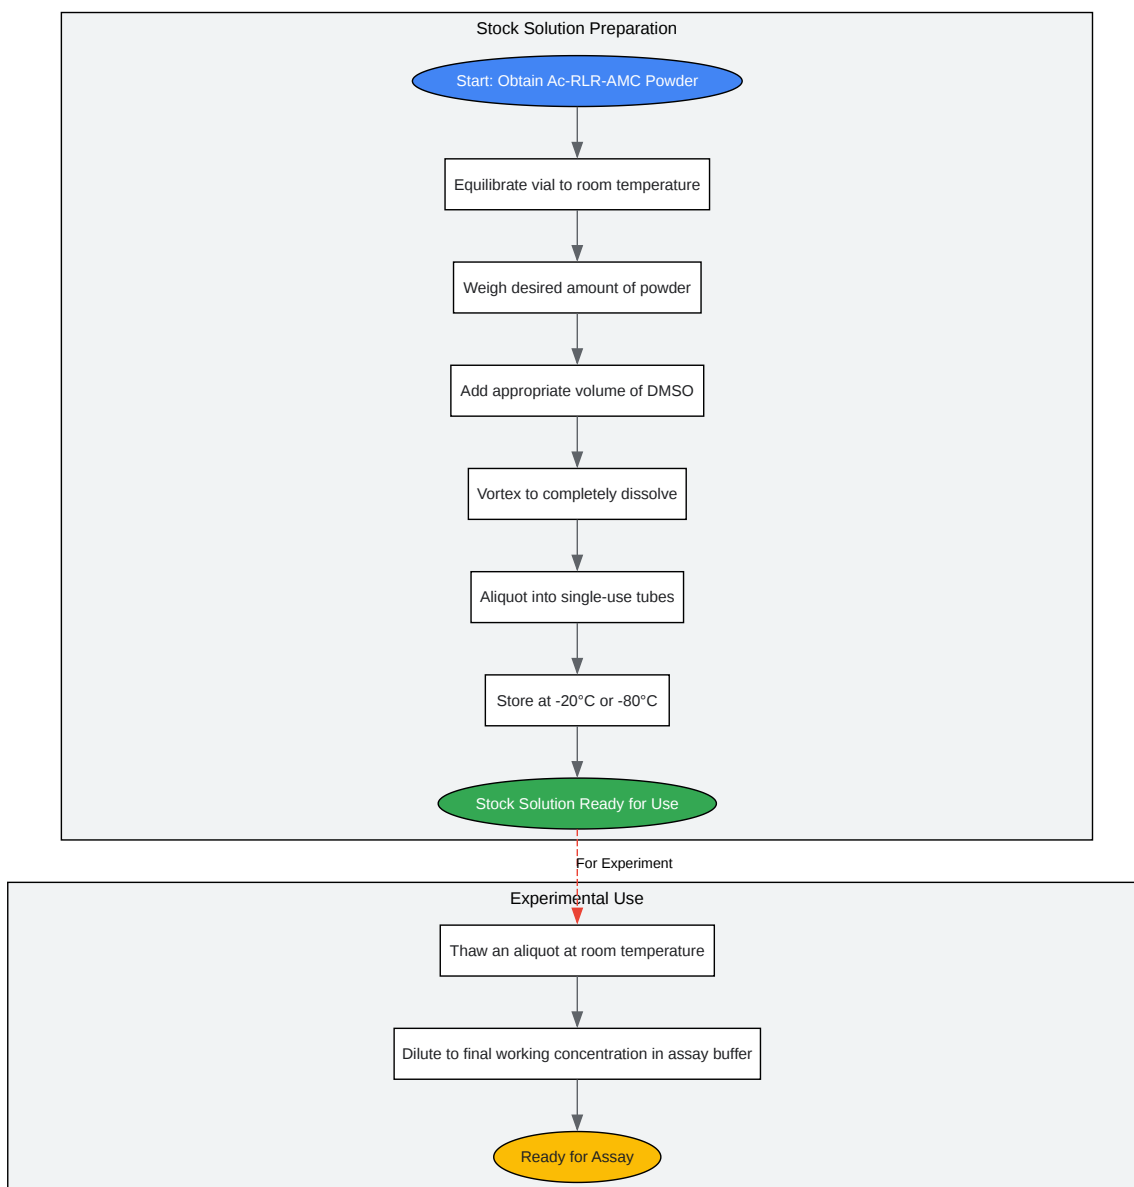 Stock Solution Preparation
Start: Obtain Ac-RLR-AMC Powder
Equilibrate vial to room temperature
Weigh desired amount of powder
Add appropriate volume of DMSO
Vortex to completely dissolve
Aliquot into single-use tubes
Store at -20°C or -80°C
Stock Solution Ready for Use
For Experiment
Experimental Use
Thaw an aliquot at room temperature
Dilute to final working concentration in assay buffer
Ready for Assay